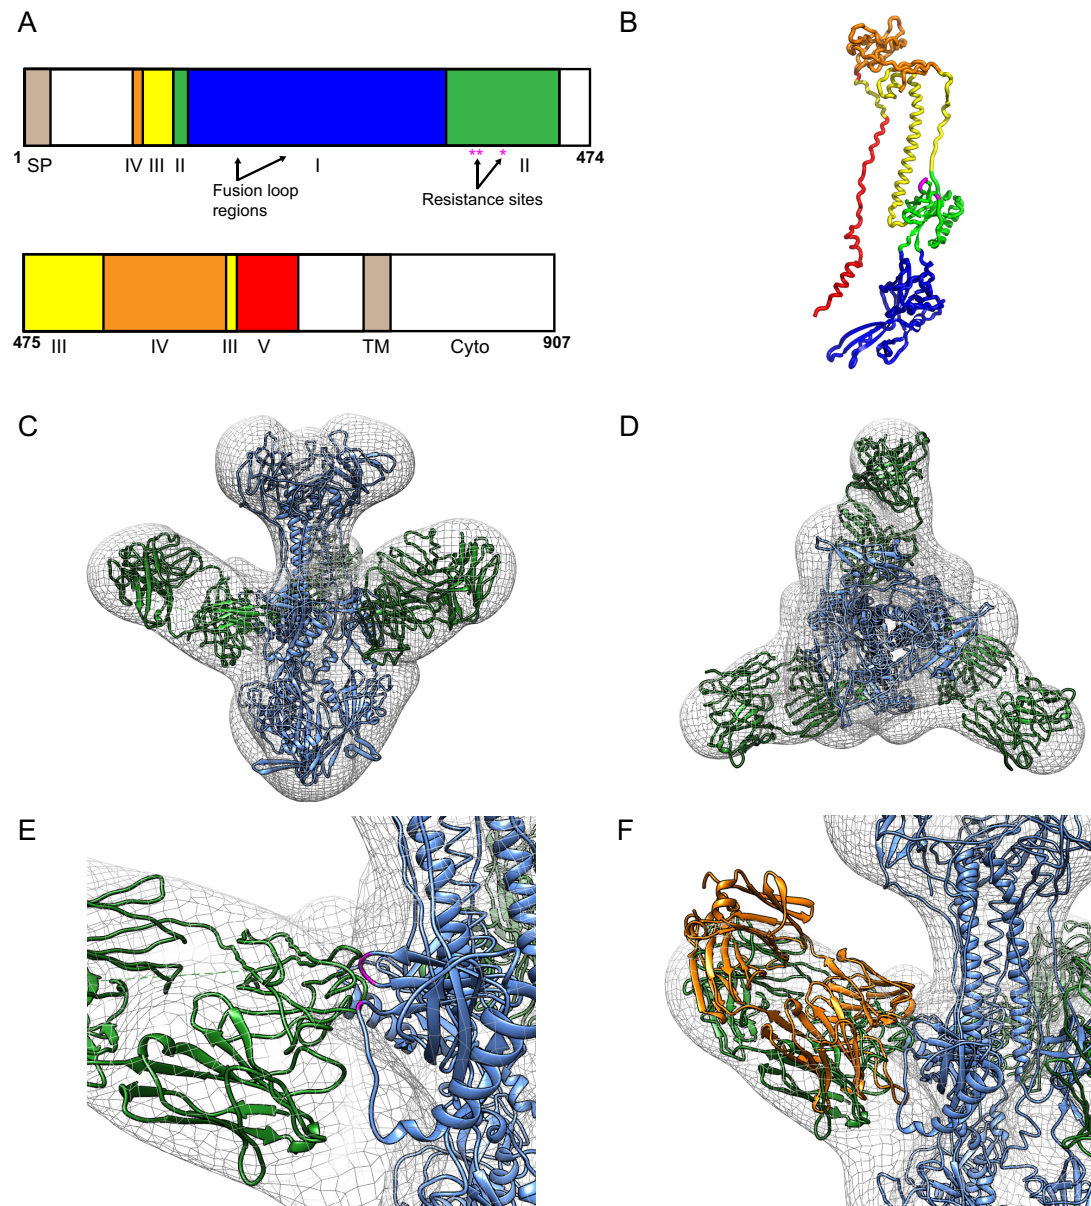 A
B
** *
1 SP IV III II I II 474
Fusion loop
regions
Resistance sites
475 III IV III V TM Cyto 907
C
D
E
F